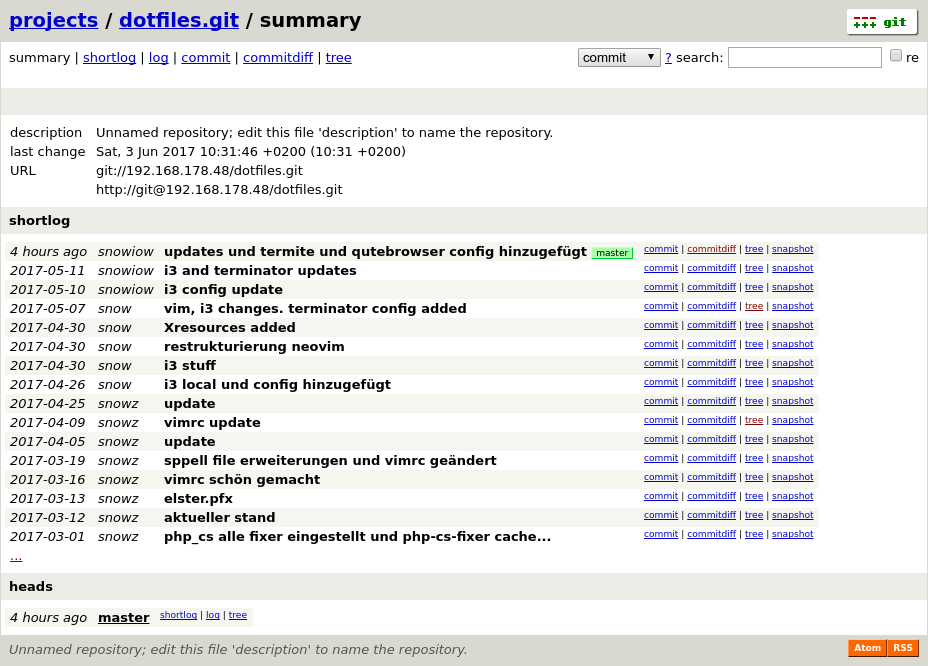 projects / dotfiles.git / summary
git
summary | shortlog | log | commit | commitdiff | tree
commit ? search: re
description Unnamed repository; edit this file 'description' to name the repository.
last change Sat, 3 Jun 2017 10:31:46 +0200 (10:31 +0200)
URL git://192.168.178.48/dotfiles.git
http://git@192.168.178.48/dotfiles.git
shortlog
4 hours ago snowiow updates und termite und qutebrowser config hinzugefügt master commit | commitdiff | tree | snapshot
2017-05-11 snowiow i3 and terminator updates commit | commitdiff | tree | snapshot
2017-05-10 snowiow i3 config update commit | commitdiff | tree | snapshot
2017-05-07 snow vim, i3 changes. terminator config added commit | commitdiff | tree | snapshot
2017-04-30 snow Xresources added commit | commitdiff | tree | snapshot
2017-04-30 snow restrukturierung neovim commit | commitdiff | tree | snapshot
2017-04-30 snow i3 stuff commit | commitdiff | tree | snapshot
2017-04-26 snow i3 local und config hinzugefügt commit | commitdiff | tree | snapshot
2017-04-25 snowz update commit | commitdiff | tree | snapshot
2017-04-09 snowz vimrc update commit | commitdiff | tree | snapshot
2017-04-05 snowz update commit | commitdiff | tree | snapshot
2017-03-19 snowz sppell file erweiterungen und vimrc geändert commit | commitdiff | tree | snapshot
2017-03-16 snowz vimrc schön gemacht commit | commitdiff | tree | snapshot
2017-03-13 snowz elster.pfx commit | commitdiff | tree | snapshot
2017-03-12 snowz aktueller stand commit | commitdiff | tree | snapshot
2017-03-01 snowz php_cs alle fixer eingestellt und php-cs-fixer cache... commit | commitdiff | tree | snapshot
...
heads
4 hours ago master shortlog | log | tree
Unnamed repository; edit this file 'description' to name the repository.
Atom RSS